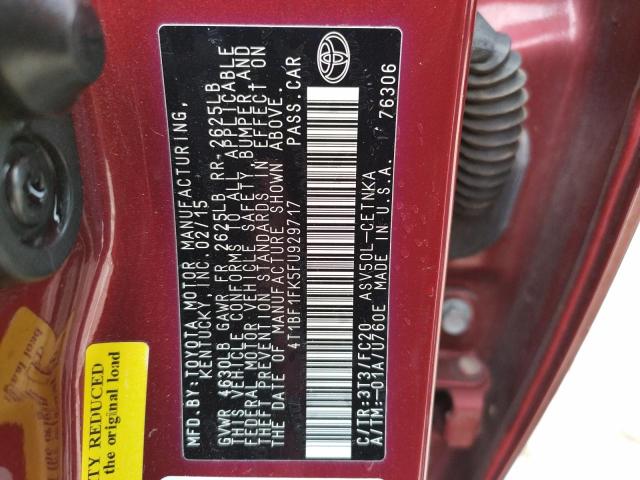 MFD.BY:TOYOTA MOTOR MANUFACTURING,
KENTUCKY, INC. 02/15
GVWR 4630LB GAWR FR 2625LB RR-2625LB
THIS VEHICLE CONFORMS TO ALL APPLICABLE
FEDERAL MOTOR VEHICLE SAFETY, BUMPER, AND
THEFT PREVENTION STANDARDS IN EFFECT ON
THE DATE OF MANUFACTURE SHOWN ABOVE.
4T1BF1FK5FU929717 PASS.CAR
C/TR:3T3/FC20 ASV50L-CETNKA
A/TM:-01A/U760E MADE IN U.S.A. 76306
TY REDUCED
the original load